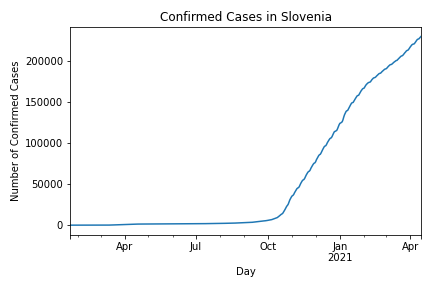 Confirmed Cases in Slovenia
Number of Confirmed Cases
200000
150000
100000
50000
0
Apr
Jul
Oct
Jan
2021
Apr
Day